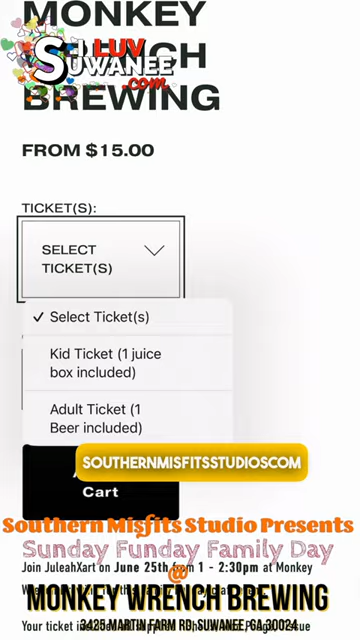 MONKEY
WRENCH
BREWING
I LUV
SUWANEE
.com
FROM $15.00
TICKET(S):
SELECT
TICKET(S)
✓ Select Ticket(s)
Kid Ticket (1 juice
box included)
Adult Ticket (1
Beer included)
SOUTHERNMISFITSSTUDIOSCOM
Cart
Southern Misfits Studio Presents
Sunday Funday Family Day
Join JuleahXart on June 25th from 1 - 2:30pm at Monkey
@
MONKEY WRENCH BREWING
3425 MARTIN FARM RD, SUWANEE, GA 30024
Your ticket